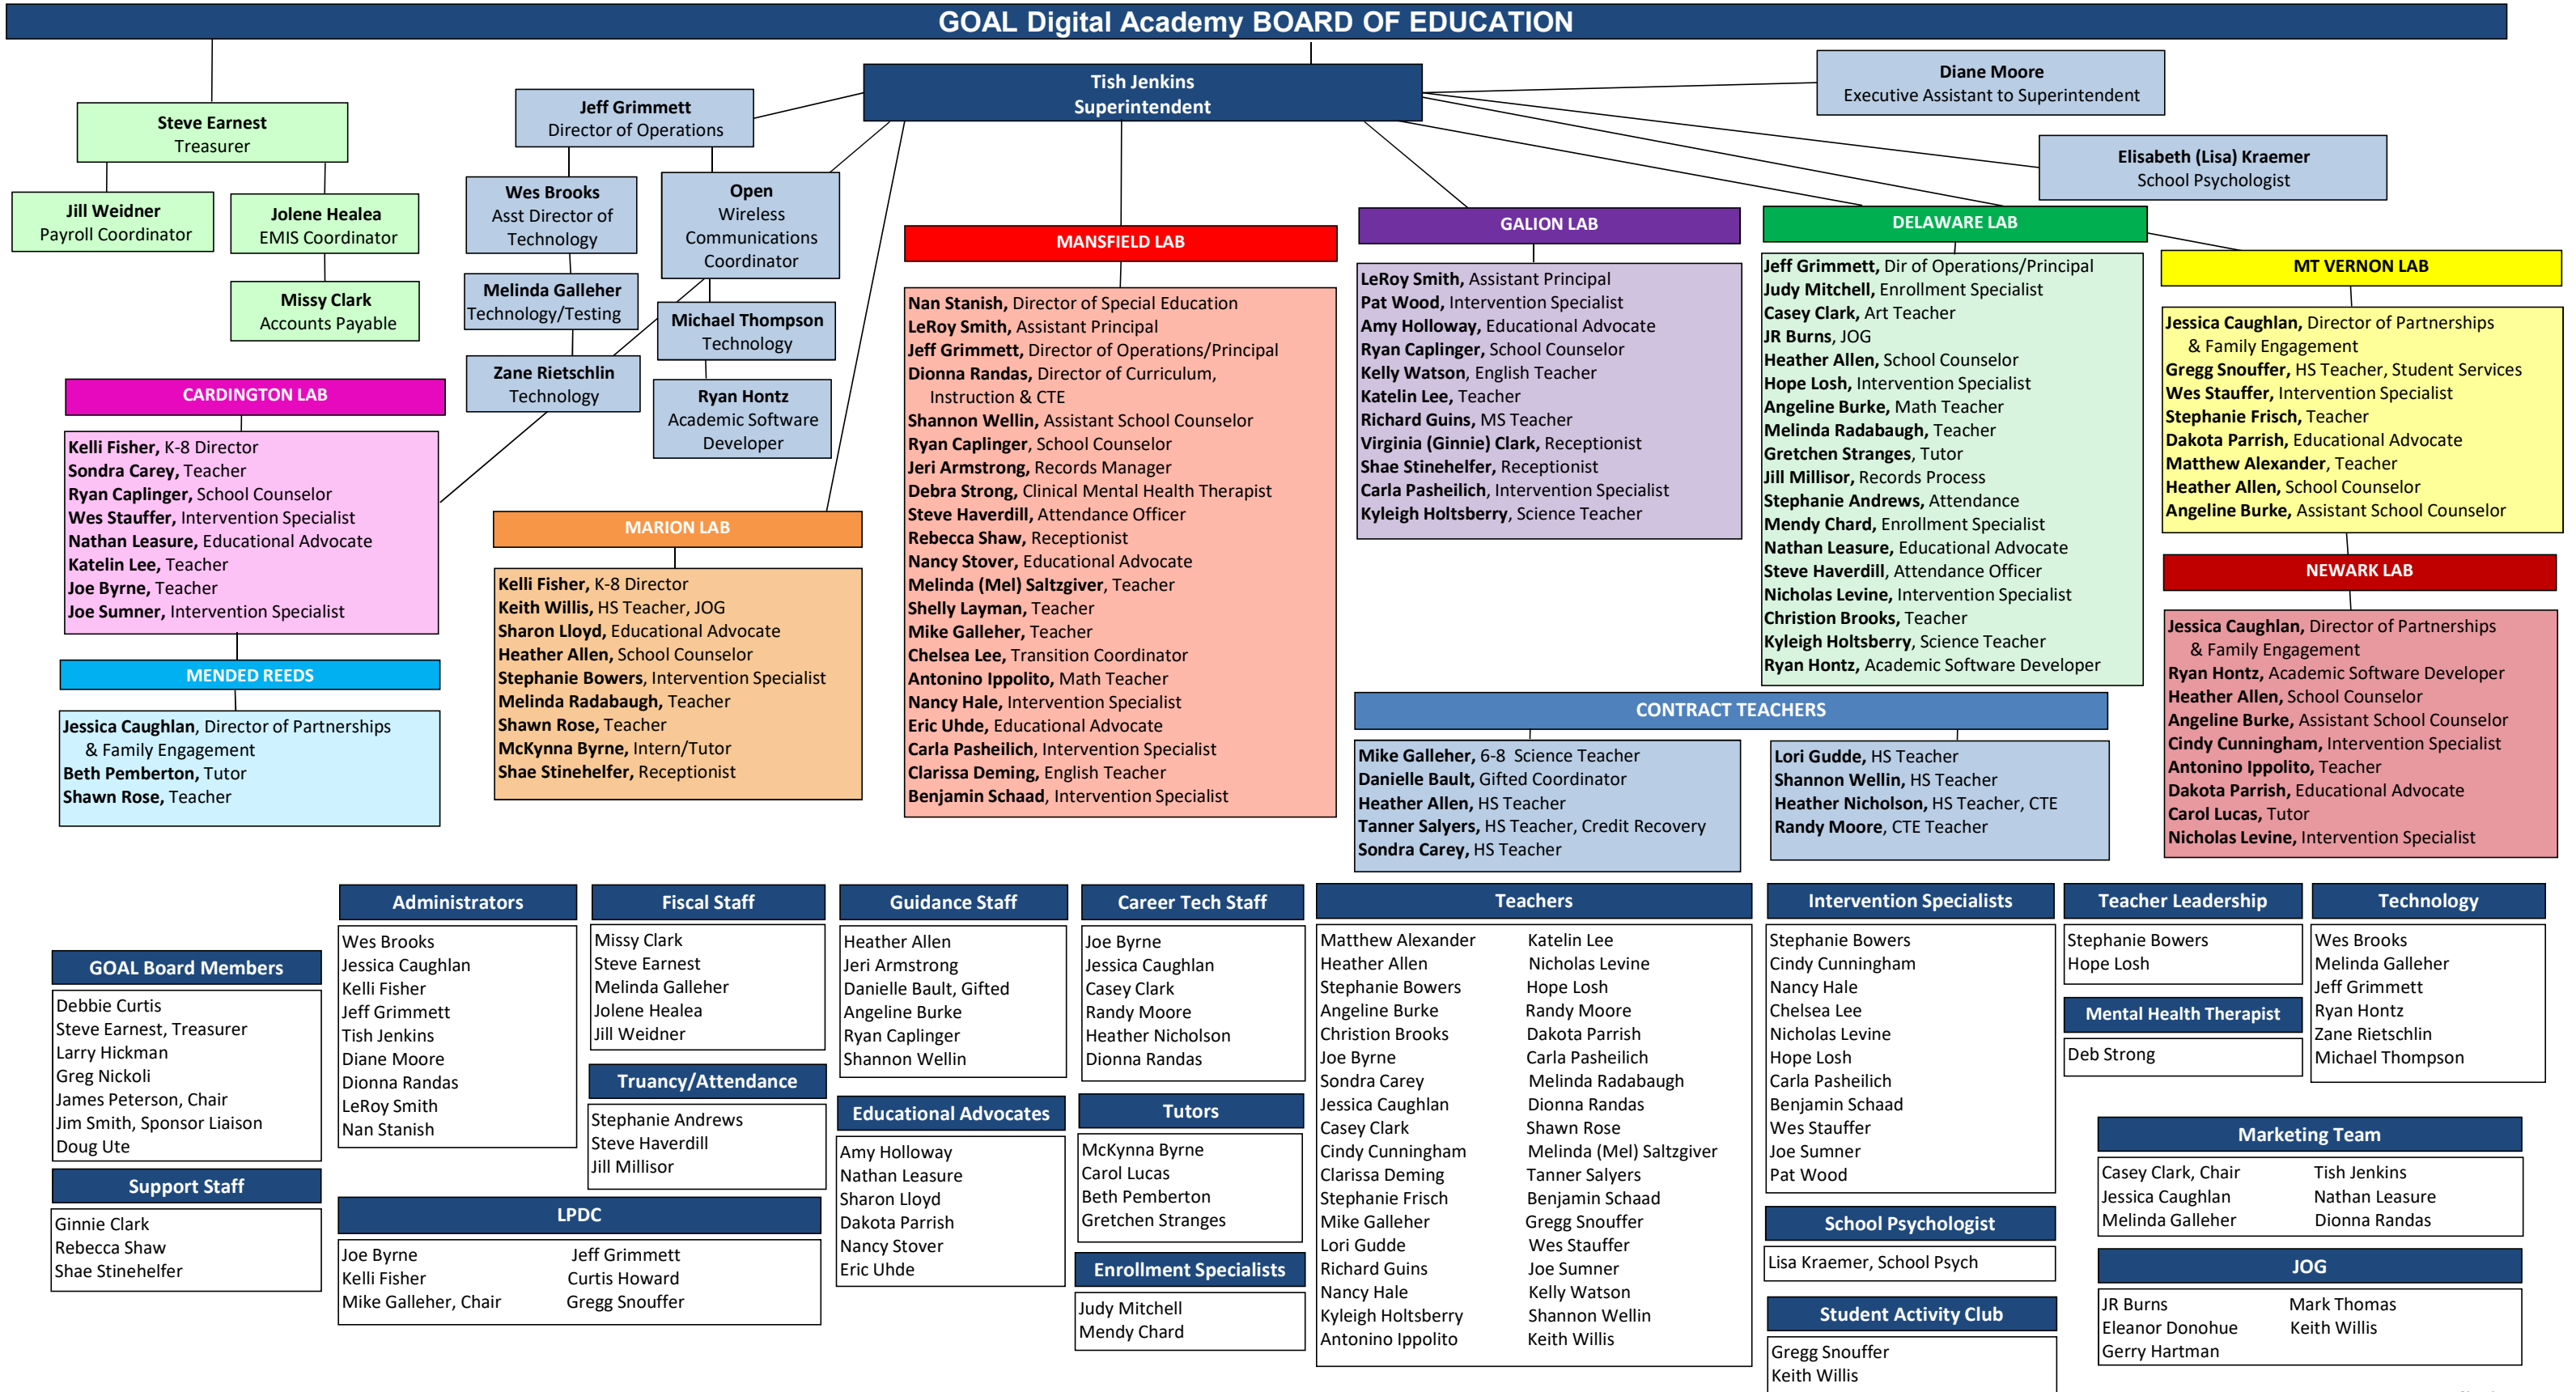 GOAL Digital Academy BOARD OF EDUCATION
Tish Jenkins
Superintendent
Diane Moore
Executive Assistant to Superintendent
Elisabeth (Lisa) Kraemer
School Psychologist
Steve Earnest
Treasurer
Jill Weidner
Payroll Coordinator
Jolene Healea
EMIS Coordinator
Missy Clark
Accounts Payable
Jeff Grimmett
Director of Operations
Wes Brooks
Asst Director of
Technology
Open
Wireless
Communications
Coordinator
Melinda Galleher
Technology/Testing
Michael Thompson
Technology
Zane Rietschlin
Technology
Ryan Hontz
Academic Software
Developer
CARDINGTON LAB
Kelli Fisher, K-8 Director
Sondra Carey, Teacher
Ryan Caplinger, School Counselor
Wes Stauffer, Intervention Specialist
Nathan Leasure, Educational Advocate
Katelin Lee, Teacher
Joe Byrne, Teacher
Joe Sumner, Intervention Specialist
MENDED REEDS
Jessica Caughlan, Director of Partnerships
& Family Engagement
Beth Pemberton, Tutor
Shawn Rose, Teacher
MARION LAB
Kelli Fisher, K-8 Director
Keith Willis, HS Teacher, JOG
Sharon Lloyd, Educational Advocate
Heather Allen, School Counselor
Stephanie Bowers, Intervention Specialist
Melinda Radabaugh, Teacher
Shawn Rose, Teacher
McKynna Byrne, Intern/Tutor
Shae Stinehelfer, Receptionist
MANSFIELD LAB
Nan Stanish, Director of Special Education
LeRoy Smith, Assistant Principal
Jeff Grimmett, Director of Operations/Principal
Dionna Randas, Director of Curriculum,
Instruction & CTE
Shannon Wellin, Assistant School Counselor
Ryan Caplinger, School Counselor
Jeri Armstrong, Records Manager
Debra Strong, Clinical Mental Health Therapist
Steve Haverdill, Attendance Officer
Rebecca Shaw, Receptionist
Nancy Stover, Educational Advocate
Melinda (Mel) Saltzgiver, Teacher
Shelly Layman, Teacher
Mike Galleher, Teacher
Chelsea Lee, Transition Coordinator
Antonino Ippolito, Math Teacher
Nancy Hale, Intervention Specialist
Eric Uhde, Educational Advocate
Carla Pasheilich, Intervention Specialist
Clarissa Deming, English Teacher
Benjamin Schaad, Intervention Specialist
GALION LAB
LeRoy Smith, Assistant Principal
Pat Wood, Intervention Specialist
Amy Holloway, Educational Advocate
Ryan Caplinger, School Counselor
Kelly Watson, English Teacher
Katelin Lee, Teacher
Richard Guins, MS Teacher
Virginia (Ginnie) Clark, Receptionist
Shae Stinehelfer, Receptionist
Carla Pasheilich, Intervention Specialist
Kyleigh Holtsberry, Science Teacher
DELAWARE LAB
Jeff Grimmett, Dir of Operations/Principal
Judy Mitchell, Enrollment Specialist
Casey Clark, Art Teacher
JR Burns, JOG
Heather Allen, School Counselor
Hope Losh, Intervention Specialist
Angeline Burke, Math Teacher
Melinda Radabaugh, Teacher
Gretchen Stranges, Tutor
Jill Millisor, Records Process
Stephanie Andrews, Attendance
Mendy Chard, Enrollment Specialist
Nathan Leasure, Educational Advocate
Steve Haverdill, Attendance Officer
Nicholas Levine, Intervention Specialist
Christion Brooks, Teacher
Kyleigh Holtsberry, Science Teacher
Ryan Hontz, Academic Software Developer
MT VERNON LAB
Jessica Caughlan, Director of Partnerships
& Family Engagement
Gregg Snouffer, HS Teacher, Student Services
Wes Stauffer, Intervention Specialist
Stephanie Frisch, Teacher
Dakota Parrish, Educational Advocate
Matthew Alexander, Teacher
Heather Allen, School Counselor
Angeline Burke, Assistant School Counselor
NEWARK LAB
Jessica Caughlan, Director of Partnerships
& Family Engagement
Ryan Hontz, Academic Software Developer
Heather Allen, School Counselor
Angeline Burke, Assistant School Counselor
Cindy Cunningham, Intervention Specialist
Antonino Ippolito, Teacher
Dakota Parrish, Educational Advocate
Carol Lucas, Tutor
Nicholas Levine, Intervention Specialist
CONTRACT TEACHERS
Mike Galleher, 6-8 Science Teacher
Danielle Bault, Gifted Coordinator
Heather Allen, HS Teacher
Tanner Salyers, HS Teacher, Credit Recovery
Sondra Carey, HS Teacher
Lori Gudde, HS Teacher
Shannon Wellin, HS Teacher
Heather Nicholson, HS Teacher, CTE
Randy Moore, CTE Teacher
GOAL Board Members
Debbie Curtis
Steve Earnest, Treasurer
Larry Hickman
Greg Nickoli
James Peterson, Chair
Jim Smith, Sponsor Liaison
Doug Ute
Support Staff
Ginnie Clark
Rebecca Shaw
Shae Stinehelfer
Administrators
Wes Brooks
Jessica Caughlan
Kelli Fisher
Jeff Grimmett
Tish Jenkins
Diane Moore
Dionna Randas
LeRoy Smith
Nan Stanish
Fiscal Staff
Missy Clark
Steve Earnest
Melinda Galleher
Jolene Healea
Jill Weidner
Truancy/Attendance
Stephanie Andrews
Steve Haverdill
Jill Millisor
LPDC
Joe Byrne
Kelli Fisher
Mike Galleher, Chair
Jeff Grimmett
Curtis Howard
Gregg Snouffer
Guidance Staff
Heather Allen
Jeri Armstrong
Danielle Bault, Gifted
Angeline Burke
Ryan Caplinger
Shannon Wellin
Educational Advocates
Amy Holloway
Nathan Leasure
Sharon Lloyd
Dakota Parrish
Nancy Stover
Eric Uhde
Career Tech Staff
Joe Byrne
Jessica Caughlan
Casey Clark
Randy Moore
Heather Nicholson
Dionna Randas
Tutors
McKynna Byrne
Carol Lucas
Beth Pemberton
Gretchen Stranges
Enrollment Specialists
Judy Mitchell
Mendy Chard
Teachers
Matthew Alexander
Heather Allen
Stephanie Bowers
Angeline Burke
Christion Brooks
Joe Byrne
Sondra Carey
Jessica Caughlan
Casey Clark
Cindy Cunningham
Clarissa Deming
Stephanie Frisch
Mike Galleher
Lori Gudde
Richard Guins
Nancy Hale
Kyleigh Holtsberry
Antonino Ippolito
Katelin Lee
Nicholas Levine
Hope Losh
Randy Moore
Dakota Parrish
Carla Pasheilich
Melinda Radabaugh
Dionna Randas
Shawn Rose
Melinda (Mel) Saltzgiver
Tanner Salyers
Benjamin Schaad
Gregg Snouffer
Wes Stauffer
Joe Sumner
Kelly Watson
Shannon Wellin
Keith Willis
Intervention Specialists
Stephanie Bowers
Cindy Cunningham
Nancy Hale
Chelsea Lee
Nicholas Levine
Hope Losh
Carla Pasheilich
Benjamin Schaad
Wes Stauffer
Joe Sumner
Pat Wood
School Psychologist
Lisa Kraemer, School Psych
Student Activity Club
Gregg Snouffer
Keith Willis
Teacher Leadership
Stephanie Bowers
Hope Losh
Mental Health Therapist
Deb Strong
Technology
Wes Brooks
Melinda Galleher
Jeff Grimmett
Ryan Hontz
Zane Rietschlin
Michael Thompson
Marketing Team
Casey Clark, Chair
Jessica Caughlan
Melinda Galleher
Tish Jenkins
Nathan Leasure
Dionna Randas
JOG
JR Burns
Eleanor Donohue
Gerry Hartman
Mark Thomas
Keith Willis